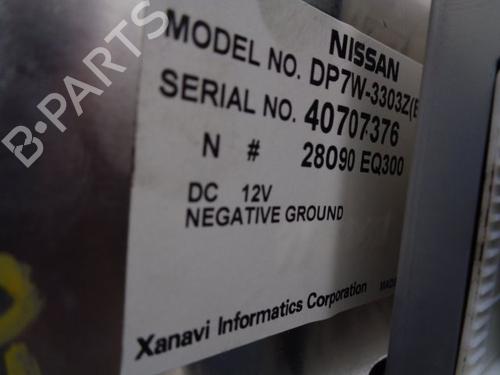 B-PARTS
NISSAN
MODEL NO. DP7W-3303Z(
SERIAL NO. 40707376
N # 28090 EQ300
DC 12V
NEGATIVE GROUND
Xanavi Informatics Corporation